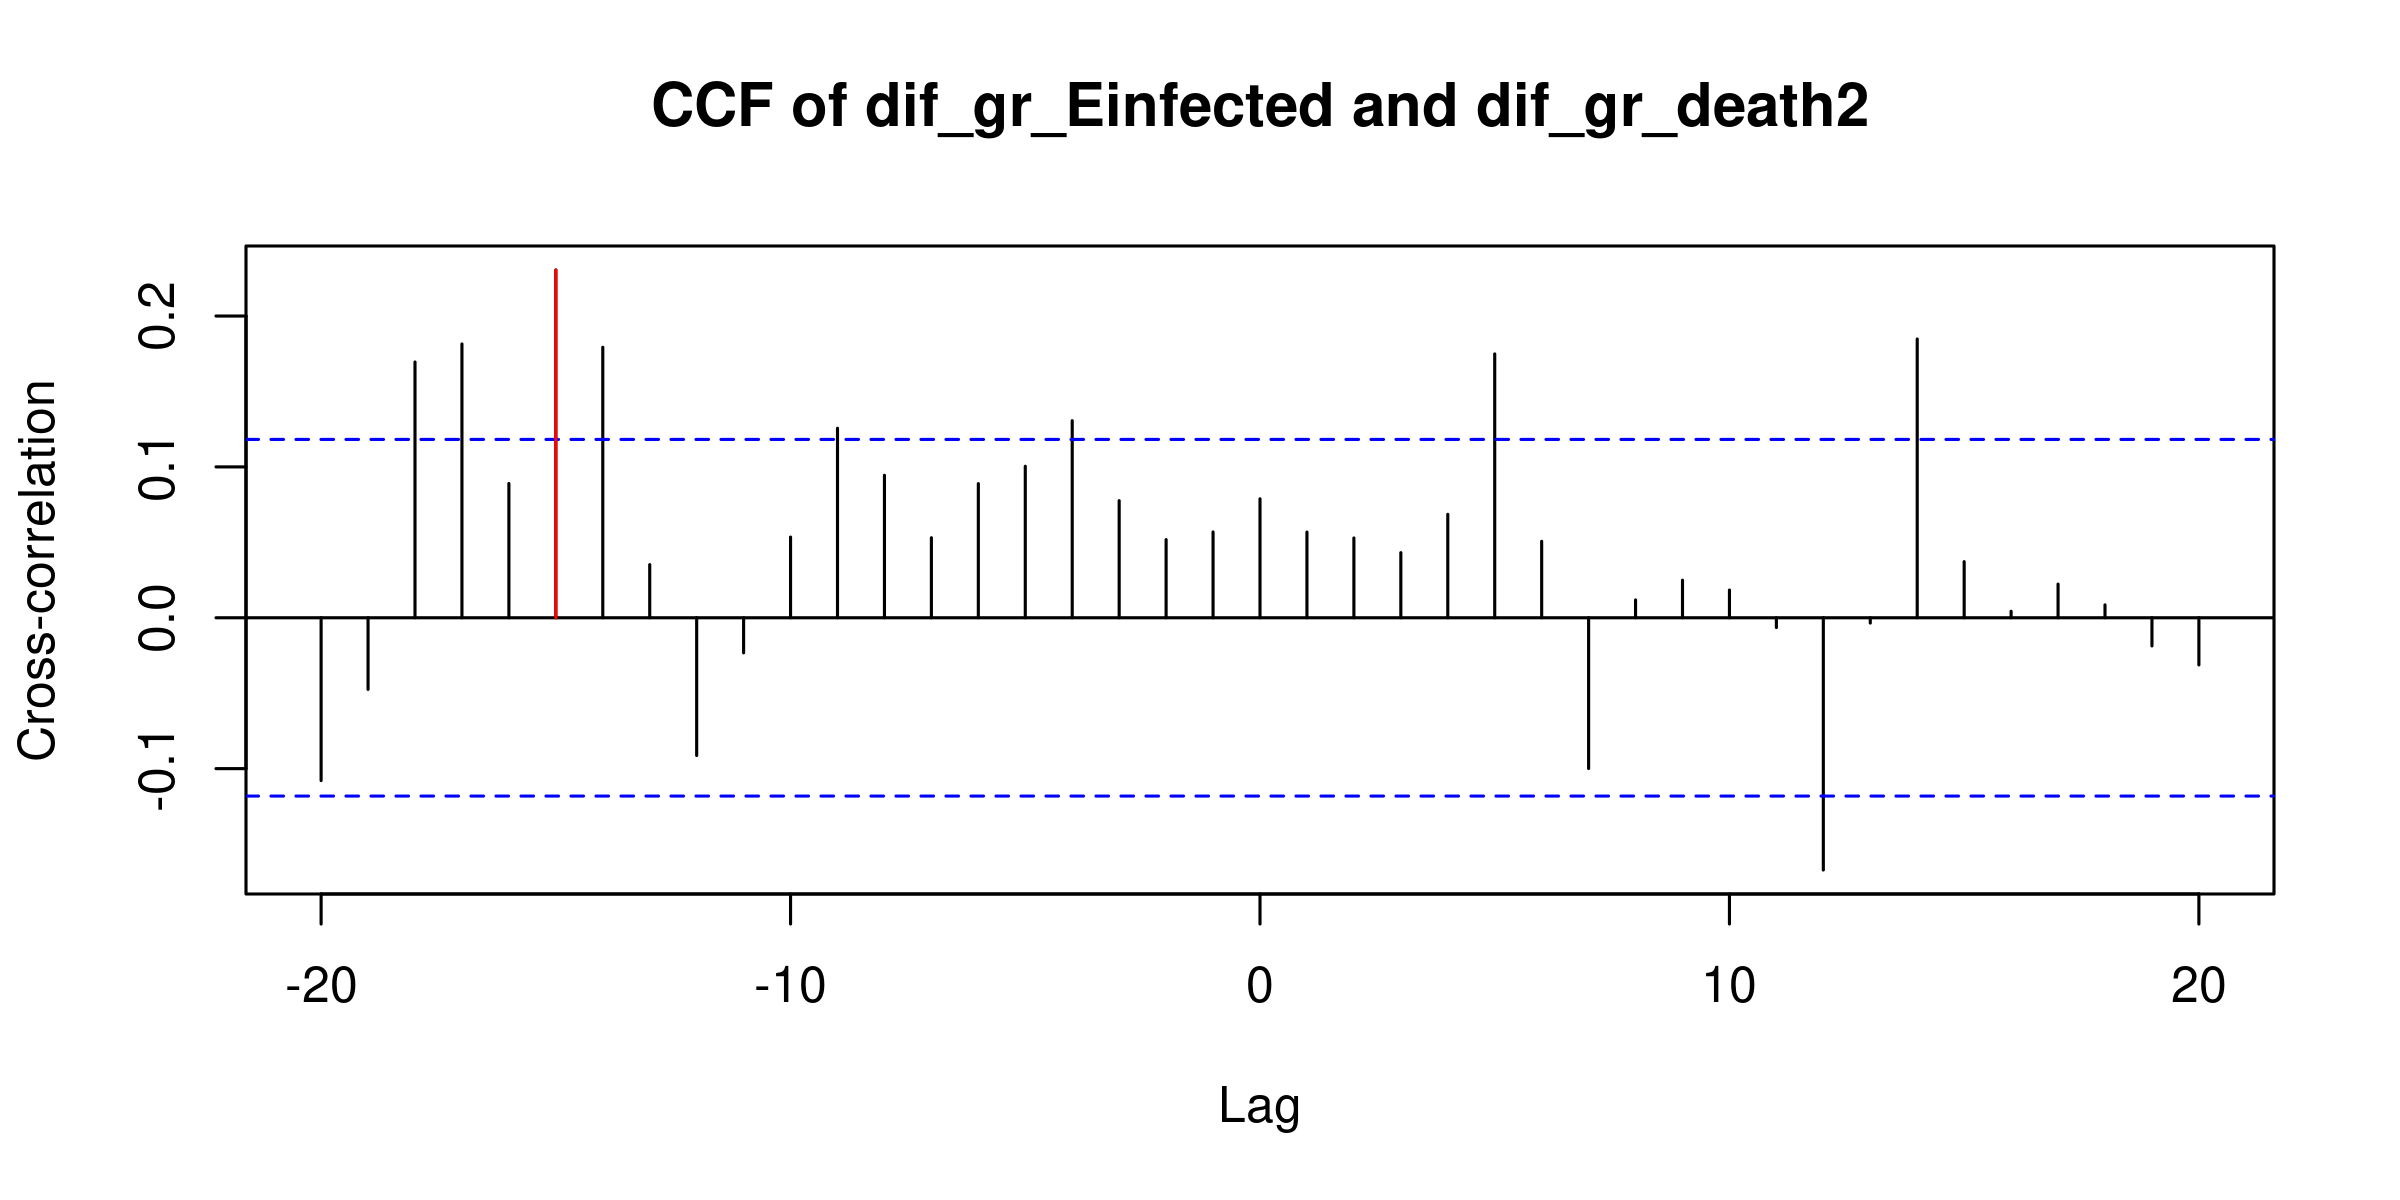 CCF of dif_gr_Einfected and dif_gr_death2
Cross-correlation
0.2
0.1
0.0
-0.1
-20 -10 0 10 20
Lag